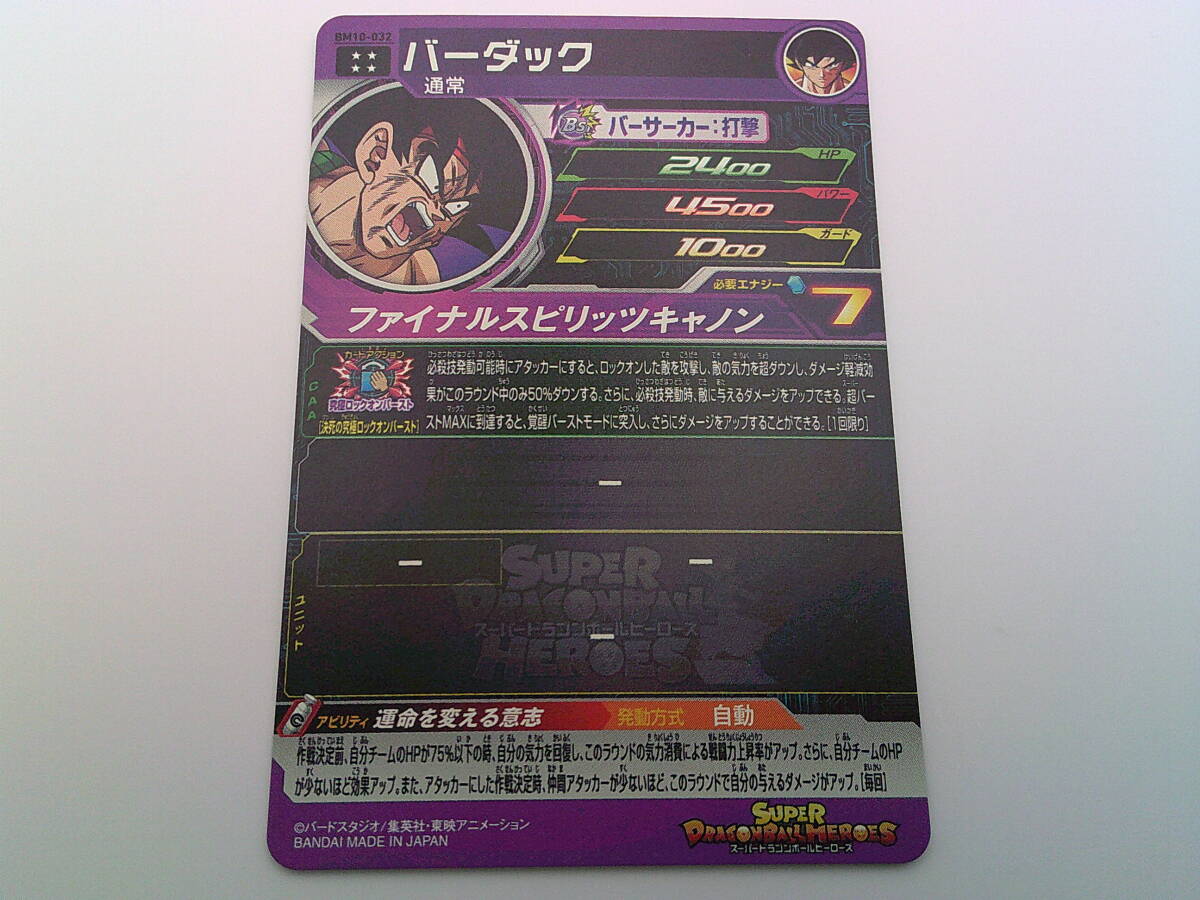 BM10-032
バーダック
通常
Bs
バーサーカー：打撃
2400
HP
4500
パワー
1000
ガード
必要エナジー
7
ファイナルスピリッツキャノン
CAA
カードアクション
究極ロックオンバースト
[決死の究極ロックオンバースト]
必殺技発動可能時にアタッカーにすると、ロックオンした敵を攻撃し、敵の気力を超ダウンし、ダメージ軽減効
果がこのラウンド中のみ50%ダウンする。さらに、必殺技発動時、敵に与えるダメージをアップできる。超バー
ストMAXに到達すると、覚醒バーストモードに突入し、さらにダメージをアップすることができる。[1回限り]
ー
ユニット
ー
ー
ー
SUPER
DRAGONBALL
スーパードラゴンボールヒーローズ
HEROES
アビリティ 運命を変える意志
発動方式 自動
作戦決定前、自分チームのHPが75%以下の時、自分の気力を回復し、このラウンドの気力消費による戦闘力上昇率がアップ。さらに、自分チームのHP
が少ないほど効果アップ。また、アタッカーにした作戦決定時、仲間アタッカーが少ないほど、このラウンドで自分の与えるダメージがアップ。[毎回]
©バードスタジオ/集英社・東映アニメーション
BANDAI MADE IN JAPAN
SUPER
DRAGONBALL HEROES
スーパードラゴンボールヒーローズ